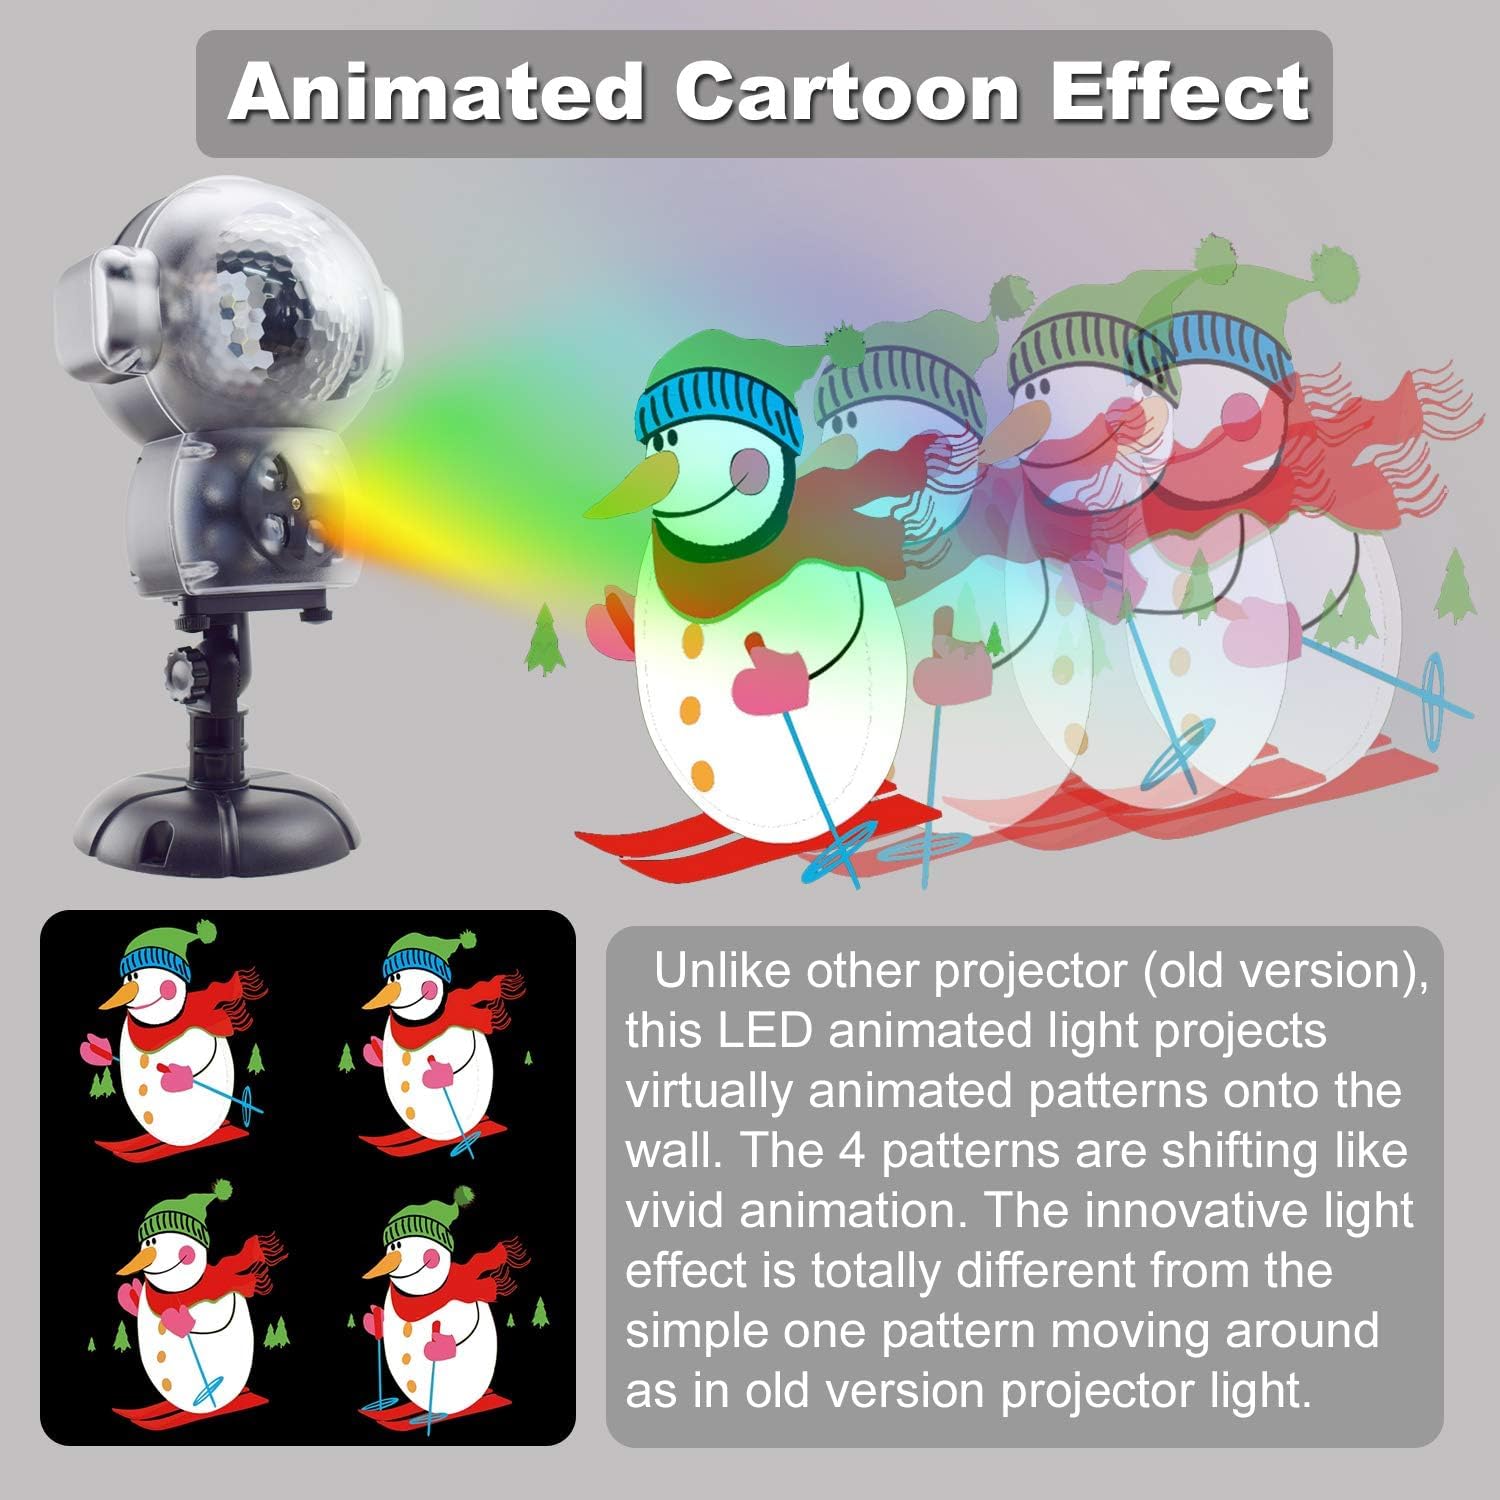 Animated Cartoon Effect
Unlike other projector (old version),
this LED animated light projects
virtually animated patterns onto the
wall. The 4 patterns are shifting like
vivid animation. The innovative light
effect is totally different from the
simple one pattern moving around
as in old version projector light.